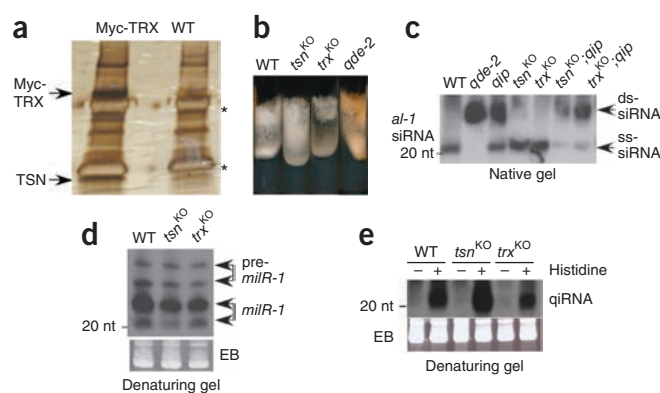 a
Myc-TRX WT
Myc-
TRX
*
*
TSN
b
WT
tsnKO
trxKO
qde-2
c
WT
qde-2
qip
tsnKO
trxKO
tsnKO;qip
trxKO;qip
al-1
siRNA
20 nt
ds-
siRNA
ss-
siRNA
Native gel
d
WT
tsnKO
trxKO
pre-
milR-1
milR-1
20 nt
EB
Denaturing gel
e
WT tsnKO trxKO
– + – + – + Histidine
20 nt
qiRNA
EB
Denaturing gel